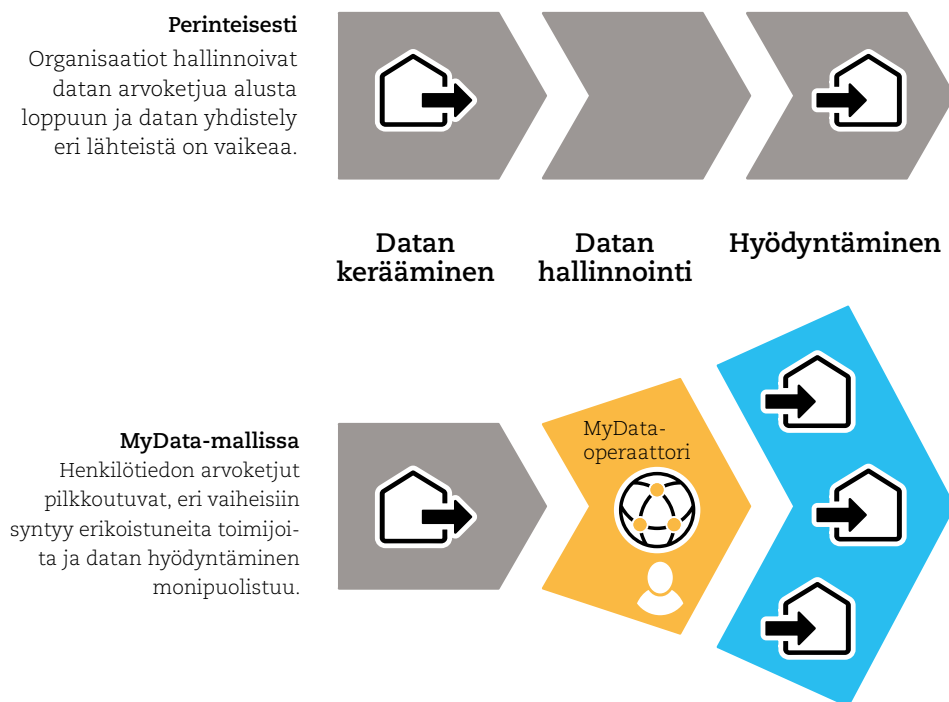 Perinteisesti
Organisaatiot hallinnoivat
datan arvoketjua alusta
loppuun ja datan yhdistely
eri lähteistä on vaikeaa.
Datan
kerääminen
Datan
hallinnointi
Hyödyntäminen
MyData-mallissa
Henkilötiedon arvoketjut
pilkkoutuvat, eri vaiheisiin
syntyy erikoistuneita toimijoi-
ta ja datan hyödyntäminen
monipuolistuu.
MyData-
operaattori